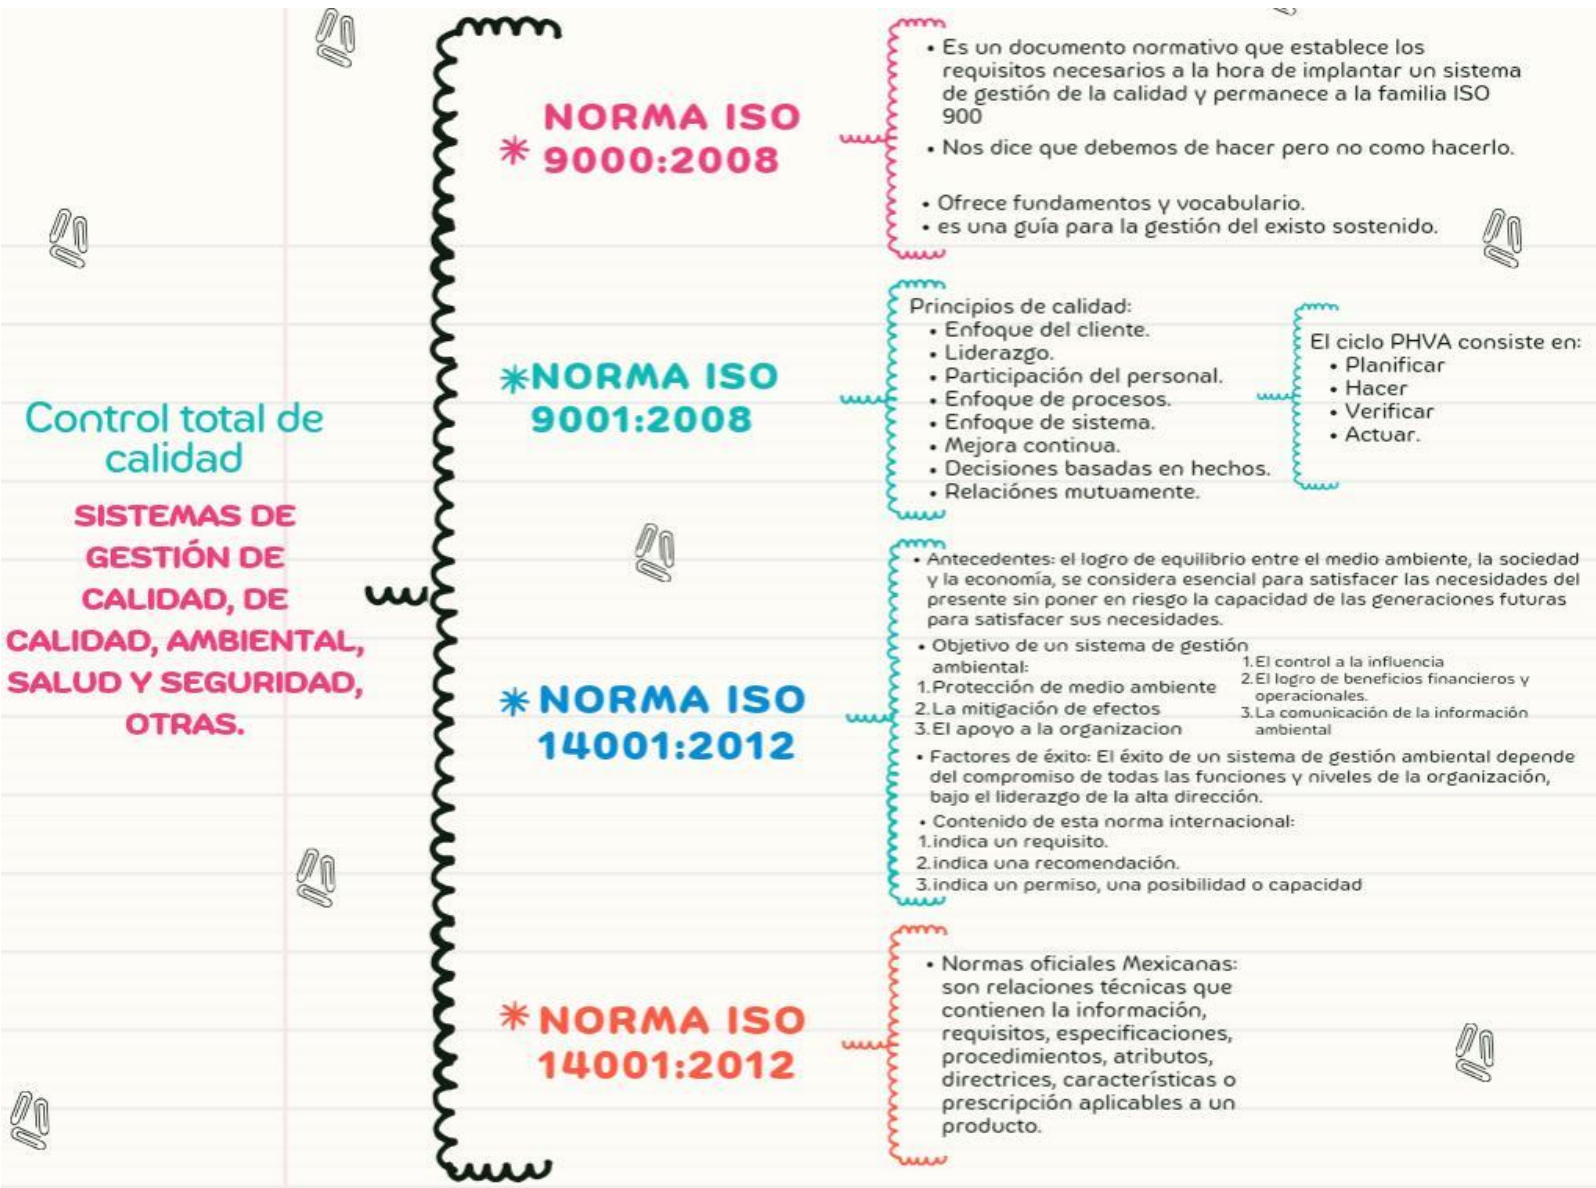 Control total de
calidad
SISTEMAS DE
GESTIÓN DE
CALIDAD, DE
CALIDAD, AMBIENTAL,
SALUD Y SEGURIDAD,
OTRAS.
NORMA ISO
* 9000:2008
• Es un documento normativo que establece los
requisitos necesarios a la hora de implantar un sistema
de gestión de la calidad y permanece a la familia ISO
900
• Nos dice que debemos de hacer pero no como hacerlo.
• Ofrece fundamentos y vocabulario.
• es una guía para la gestión del existo sostenido.
*NORMA ISO
9001:2008
Principios de calidad:
• Enfoque del cliente.
• Liderazgo.
• Participación del personal.
• Enfoque de procesos.
• Enfoque de sistema.
• Mejora continua.
• Decisiones basadas en hechos.
• Relaciónes mutuamente.
El ciclo PHVA consiste en:
• Planificar
• Hacer
• Verificar
• Actuar.
* NORMA ISO
14001:2012
• Antecedentes: el logro de equilibrio entre el medio ambiente, la sociedad
y la economía, se considera esencial para satisfacer las necesidades del
presente sin poner en riesgo la capacidad de las generaciones futuras
para satisfacer sus necesidades.
• Objetivo de un sistema de gestión
ambiental:
1.Protección de medio ambiente
2.La mitigación de efectos
3.El apoyo a la organizacion
1.El control a la influencia
2.El logro de beneficios financieros y
operacionales.
3.La comunicación de la información
ambiental
• Factores de éxito: El éxito de un sistema de gestión ambiental depende
del compromiso de todas las funciones y niveles de la organización,
bajo el liderazgo de la alta dirección.
• Contenido de esta norma internacional:
1.indica un requisito.
2.indica una recomendación.
3.indica un permiso, una posibilidad o capacidad
* NORMA ISO
14001:2012
• Normas oficiales Mexicanas:
son relaciones técnicas que
contienen la información,
requisitos, especificaciones,
procedimientos, atributos,
directrices, características o
prescripción aplicables a un
producto.